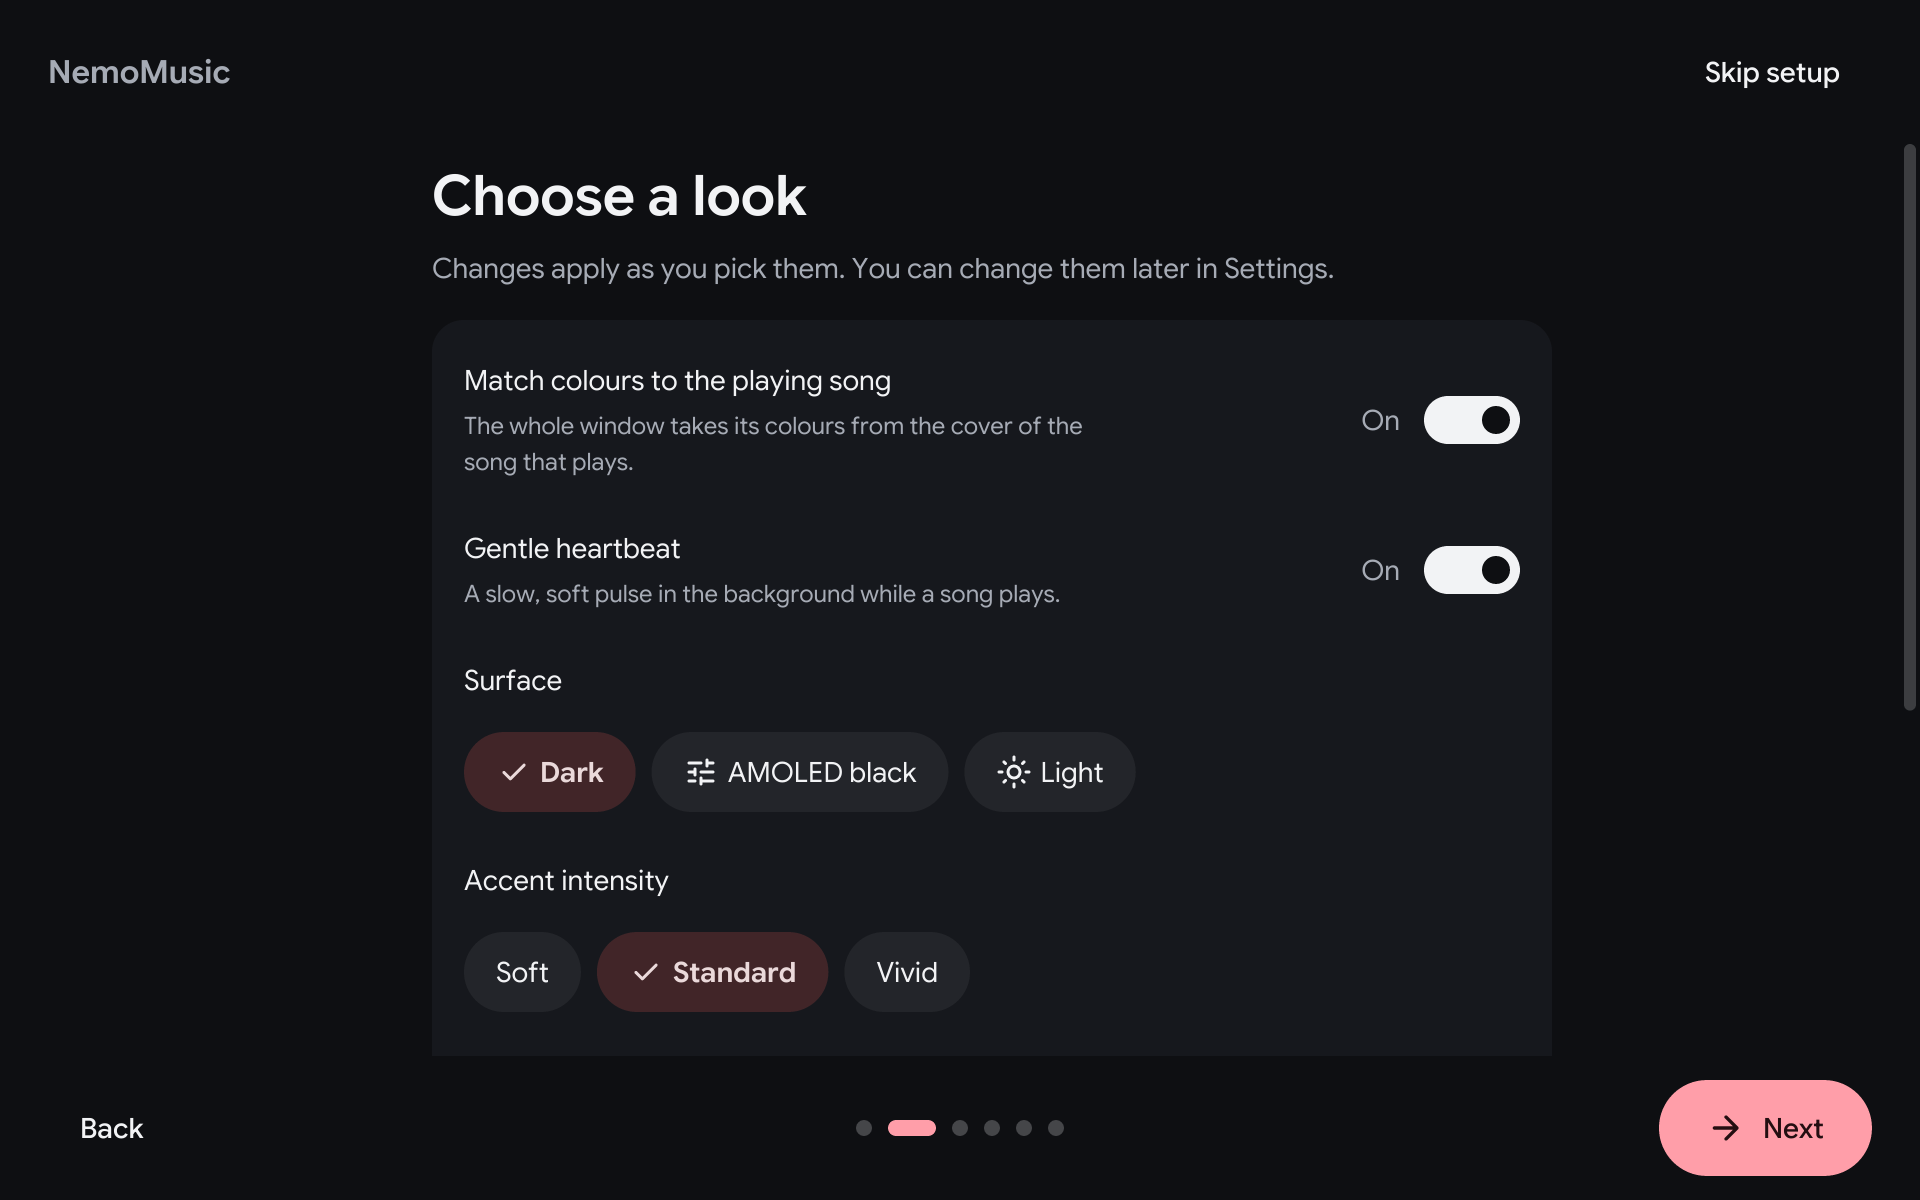 NemoMusic
Skip setup
Choose a look
Changes apply as you pick them. You can change them later in Settings.
Match colours to the playing song
The whole window takes its colours from the cover of the
song that plays.
On
Gentle heartbeat
A slow, soft pulse in the background while a song plays.
On
Surface
Dark
AMOLED black
Light
Accent intensity
Soft
Standard
Vivid
Back
Next